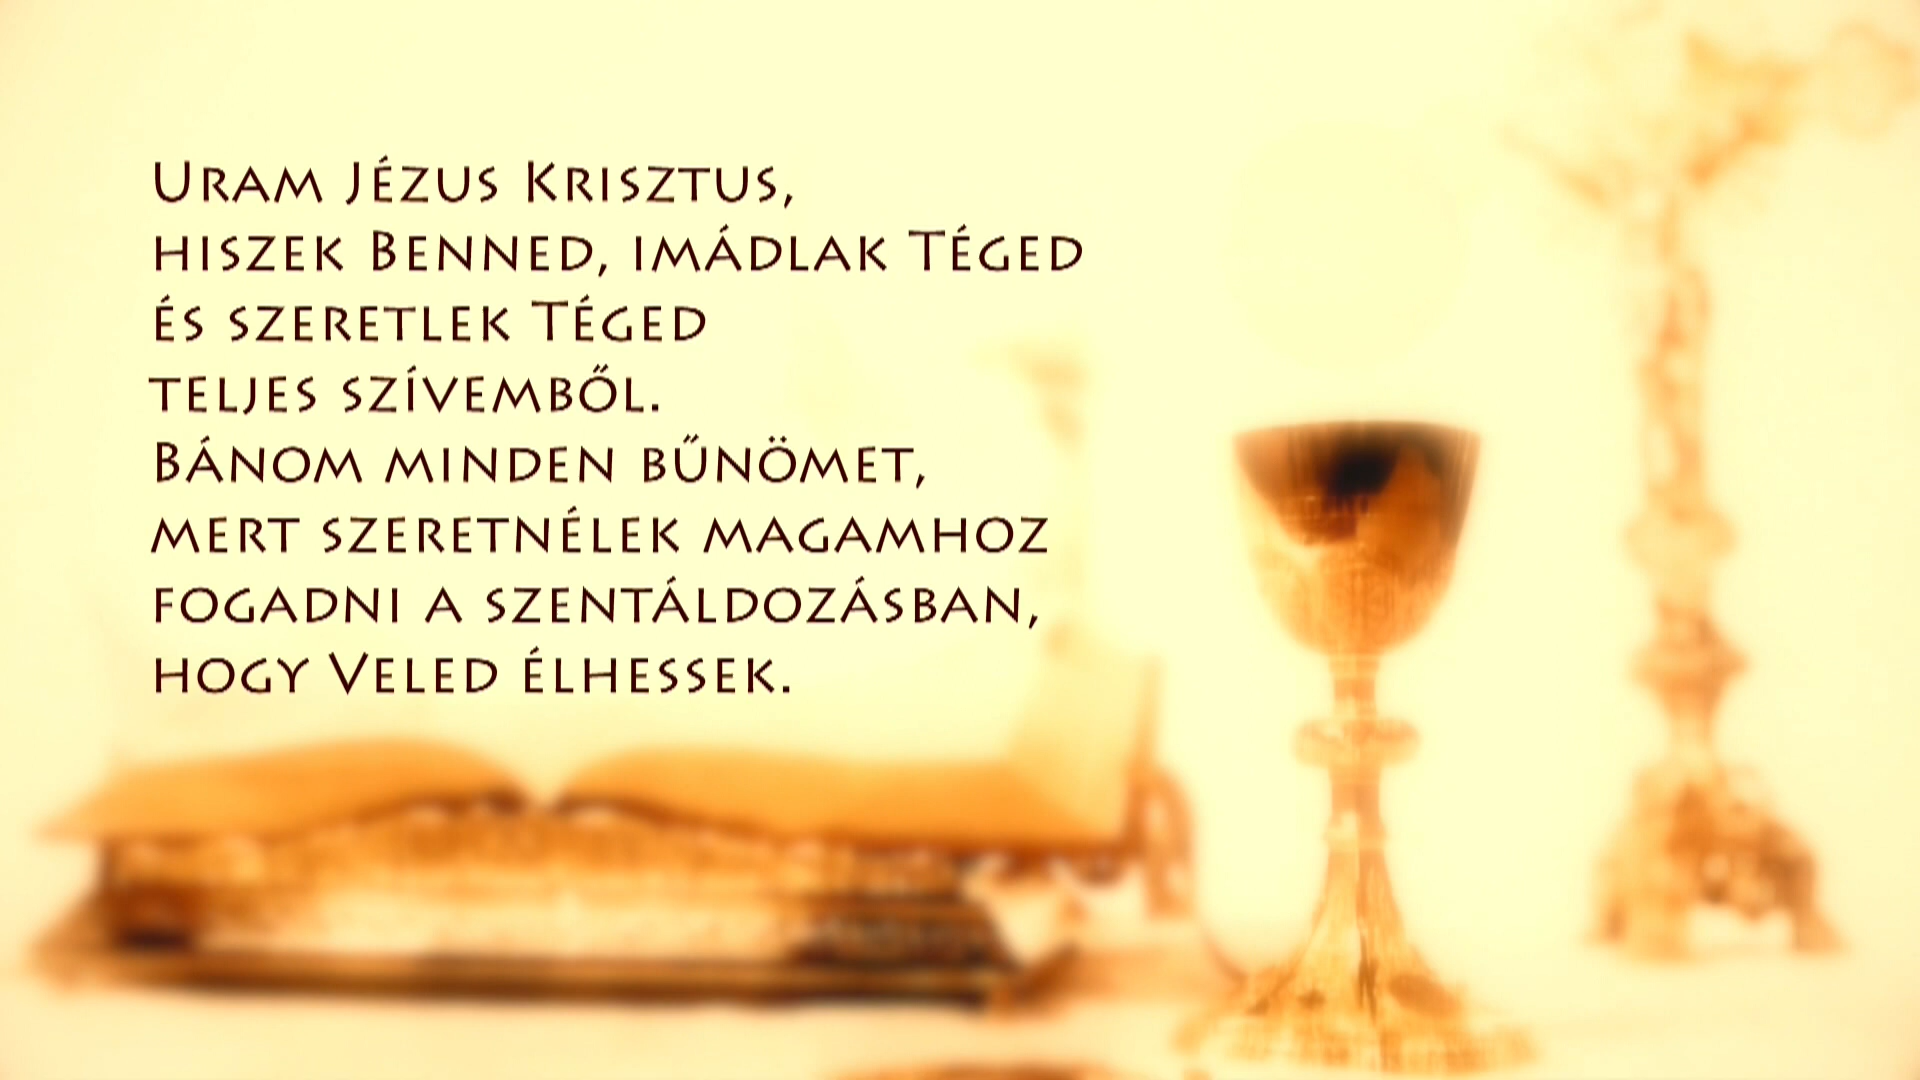 Uram Jézus Krisztus,
hiszek Benned, imádlak Téged
és szeretlek Téged
teljes szívemből.
Bánom minden bűnömet,
mert szeretnélek magamhoz
fogadni a szentáldozásban,
hogy Veled élhessek.